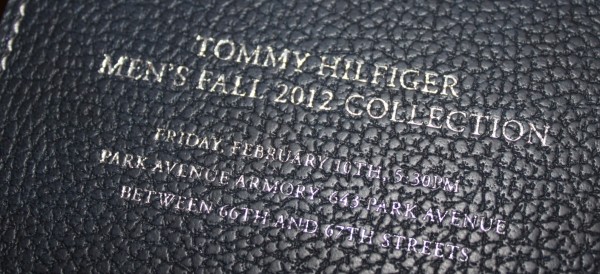 TOMMY HILFIGER
MEN'S FALL 2012 COLLECTION
FRIDAY, FEBRUARY 10TH, 5:30PM
PARK AVENUE ARMORY, 643 PARK AVENUE
BETWEEN 66TH AND 67TH STREETS